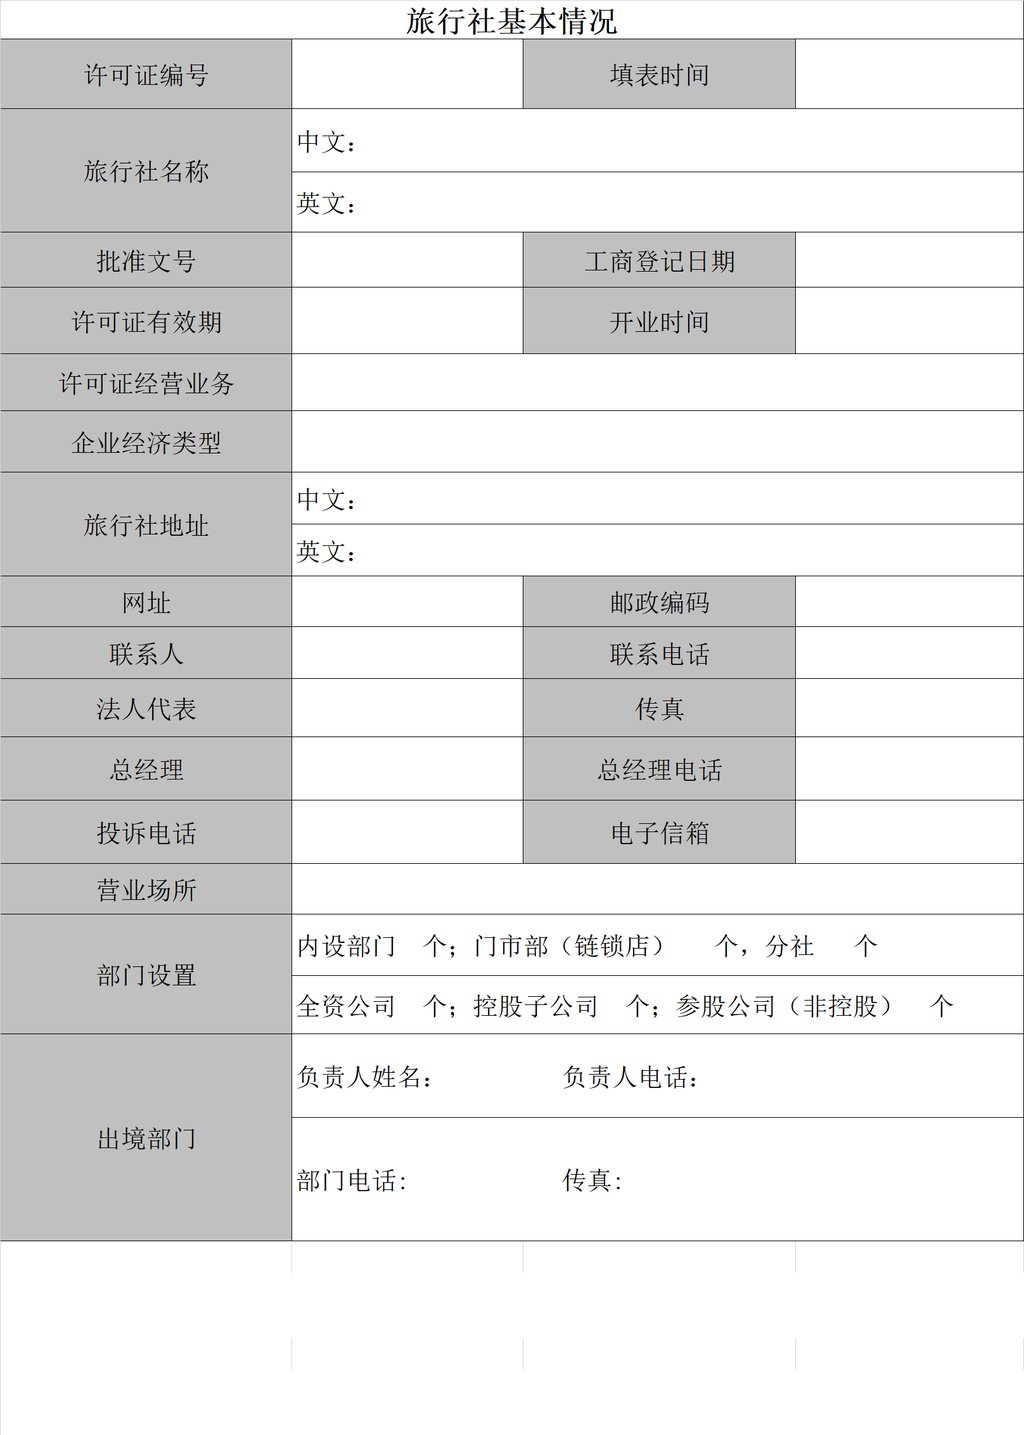 旅行社基本情况
许可证编号 填表时间
旅行社名称
中文：
英文：
批准文号 工商登记日期
许可证有效期 开业时间
许可证经营业务
企业经济类型
旅行社地址
中文：
英文：
网址 邮政编码
联系人 联系电话
法人代表 传真
总经理 总经理电话
投诉电话 电子信箱
营业场所
部门设置
内设部门 个；门市部（链锁店） 个，分社 个
全资公司 个；控股子公司 个；参股公司（非控股） 个
出境部门
负责人姓名： 负责人电话：
部门电话: 传真: